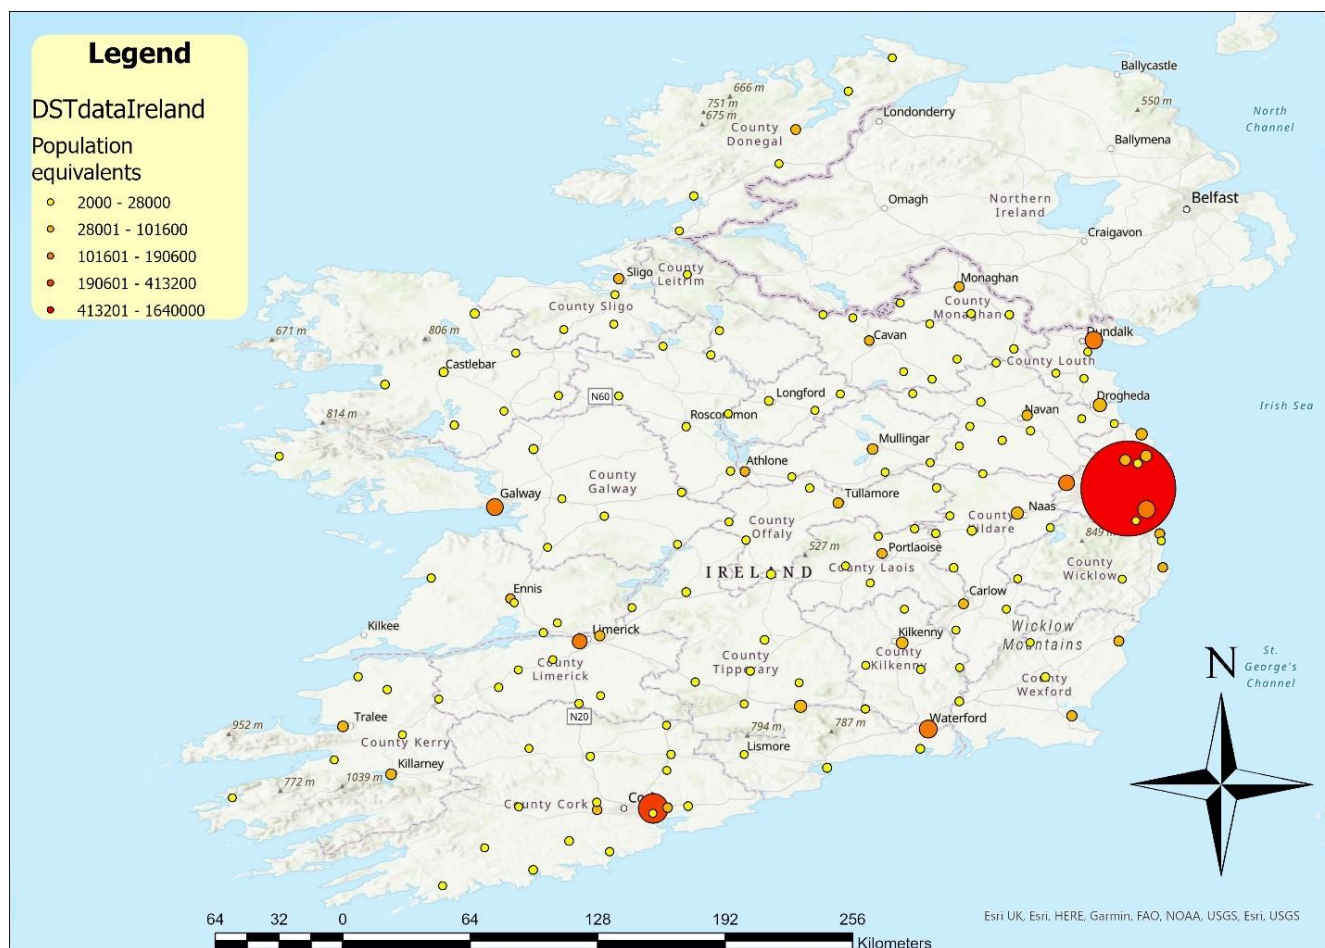 Legend
DSTdataIreland
Population
equivalents
2000 - 28000
28001 - 101600
101601 - 190600
190601 - 413200
413201 - 1640000
Ballycastle
666 m
751 m
675 m
550 m
North
Channel
Londonderry
County
Donegal
Ballymena
Omagh
Northern
Ireland
Belfast
Craigavon
Sligo
County
Leitrim
Monaghan
County Sligo
County
Monaghan
671 m
806 m
Cavan
Dundalk
Castlebar
County Louth
N60
Longford
Drogheda
Irish Sea
814 m
Roscommon
Navan
Mullingar
Athlone
County
Galway
Galway
Tullamore
Naas
County
Offaly
County
Kildare
849 m
527 m
Portlaoise
IRELAND
County Laois
County
Wicklow
Ennis
Carlow
Kilkee
Limerick
Kilkenny
Wicklow
Mountains
County
Limerick
County
Tipperary
County
Kilkenny
County
Wexford
St.
George's
Channel
N
N20
952 m
Tralee
794 m
787 m
Waterford
County Kerry
Lismore
Killarney
772 m
1039 m
County Cork
64 32 0 64 128 192 256
Kilometers
Esri UK, Esri, HERE, Garmin, FAO, NOAA, USGS, Esri, USGS